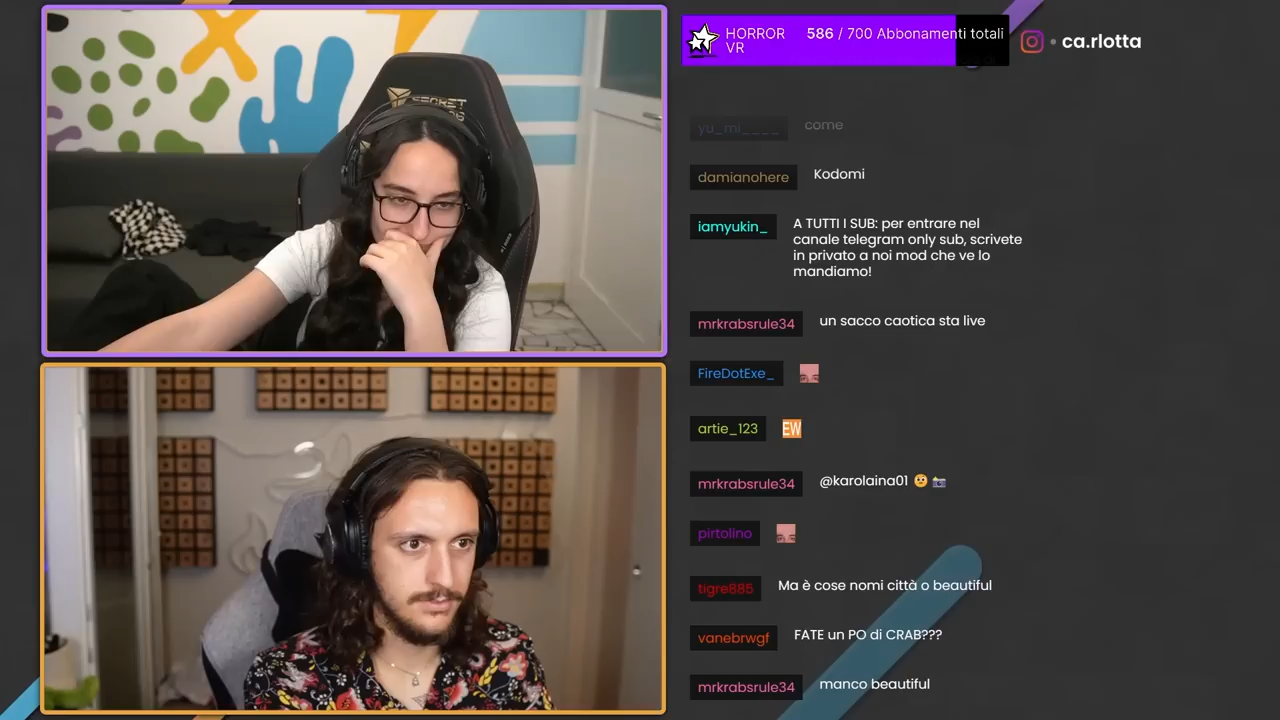 SECRET
HORROR
VR
586 / 700 Abbonamenti totali
ca.rlotta
yu_mi____ come
damianohere Kodomi
iamyukin_ A TUTTI I SUB: per entrare nel
canale telegram only sub, scrivete
in privato a noi mod che ve lo
mandiamo!
mrkrabsrule34 un sacco caotica sta live
FireDotExe_
artie_123 EW
mrkrabsrule34 @karolaina01
pirtolino
tigre885 Ma è cose nomi città o beautiful
vanebrwgf FATE un PO di CRAB???
mrkrabsrule34 manco beautiful